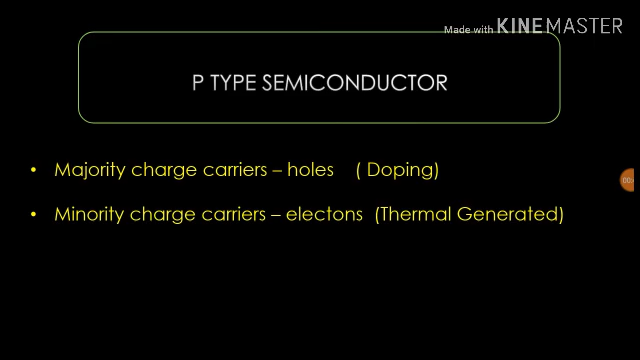 Made with KINEMASTER
P TYPE SEMICONDUCTOR
• Majority charge carriers – holes ( Doping)
• Minority charge carriers – electons (Thermal Generated)